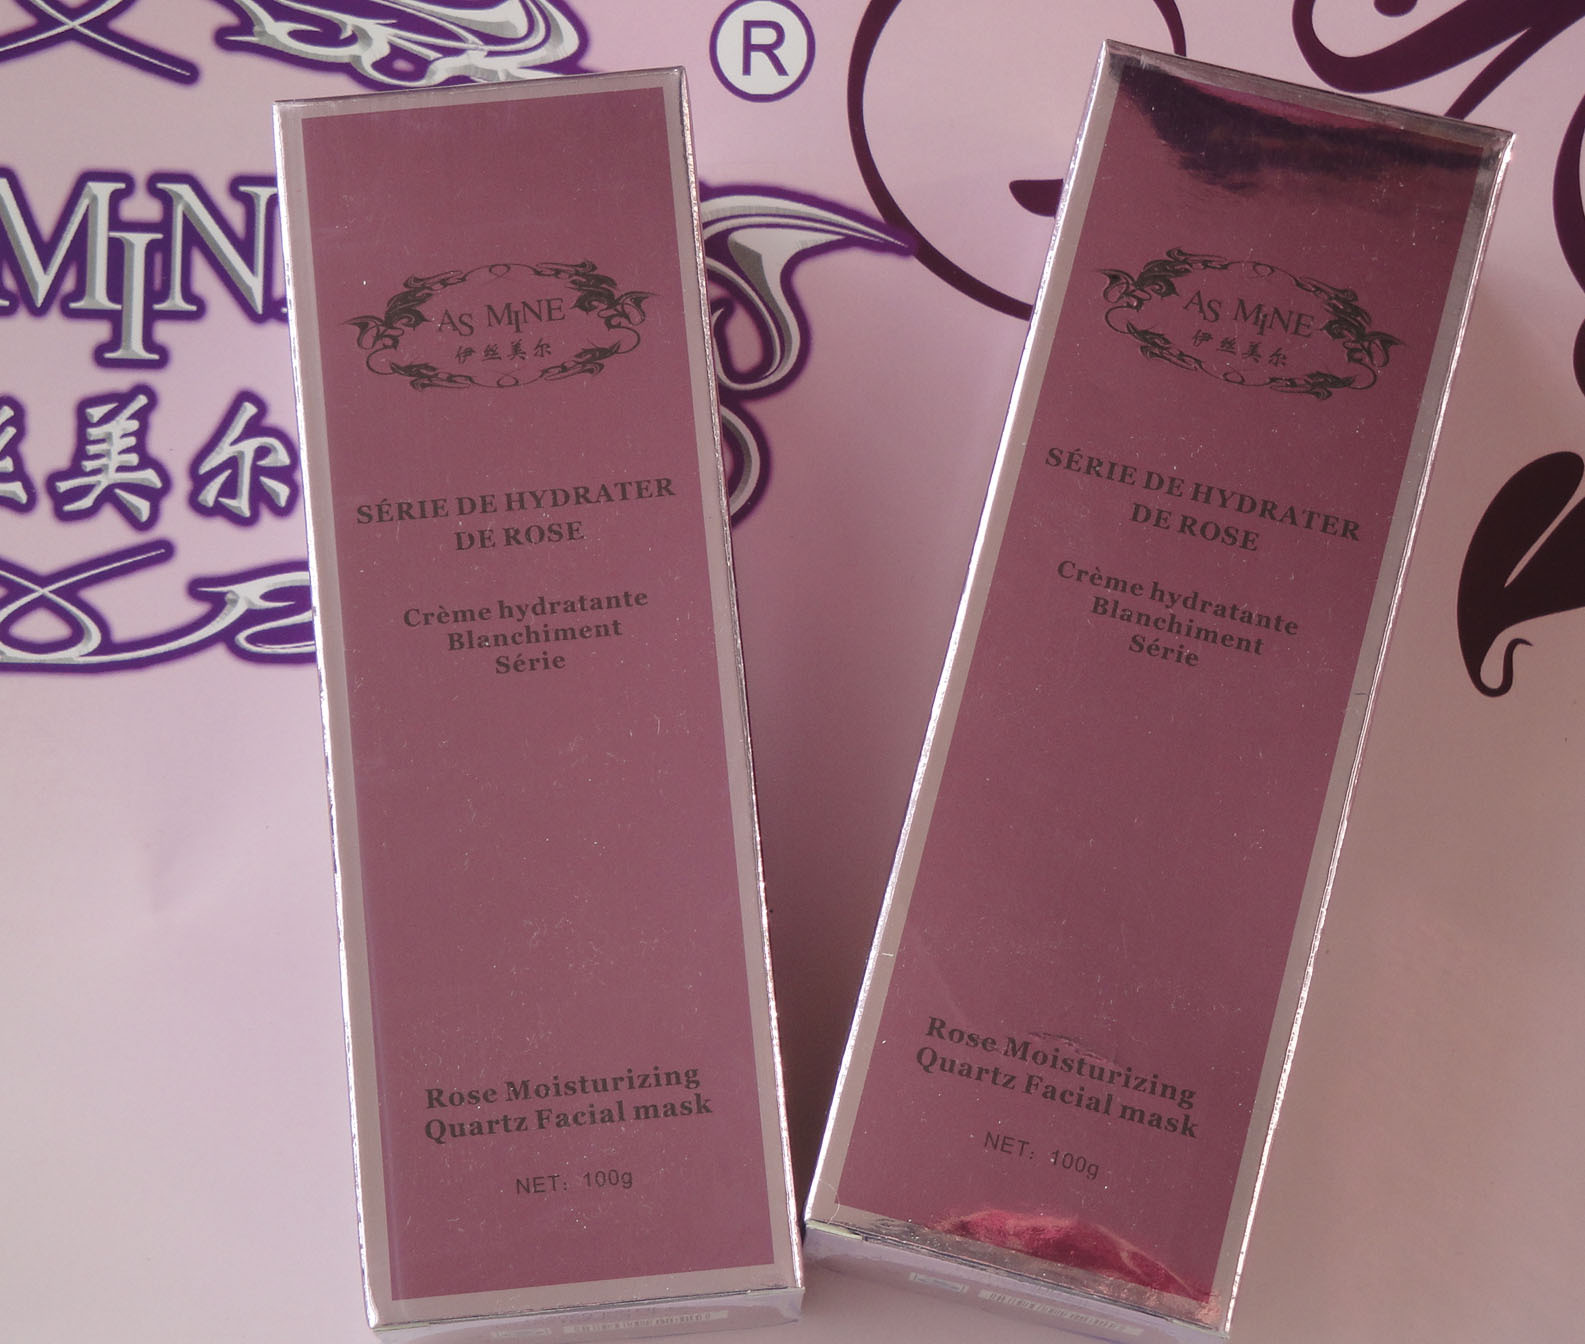 ®
MIN
丝美尔
AS MINE
伊丝美尔
SÉRIE DE HYDRATER
DE ROSE
Crème hydratante
Blanchiment
Série
Rose Moisturizing
Quartz Facial mask
NET: 100g
AS MINE
伊丝美尔
SÉRIE DE HYDRATER
DE ROSE
Crème hydratante
Blanchiment
Série
Rose Moisturizing
Quartz Facial mask
NET: 100g